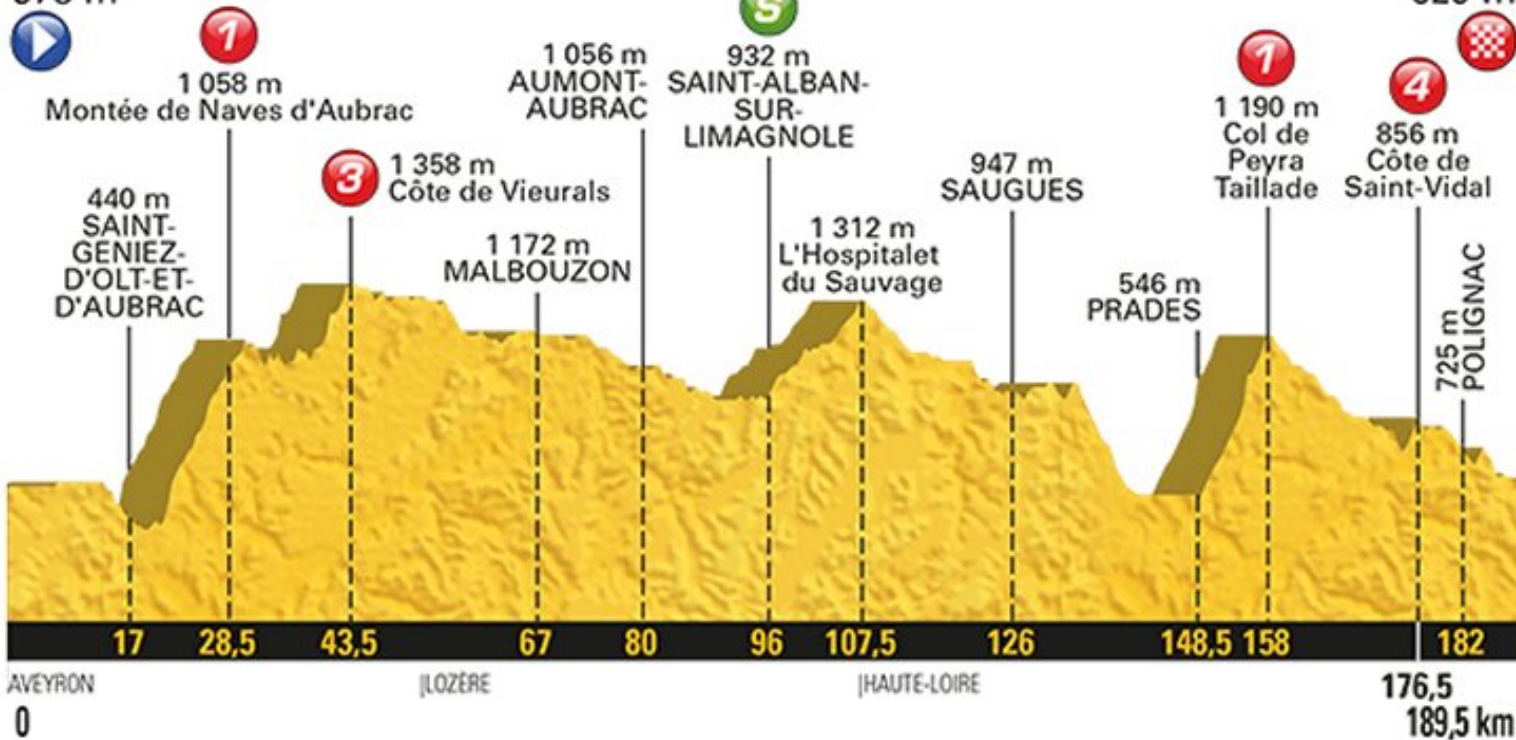 1
1 058 m
Montée de Naves d'Aubrac
440 m
SAINT-
GENIEZ-
D'OLT-ET-
D'AUBRAC
3
1 358 m
Côte de Vieurals
1 172 m
MALBOUZON
1 056 m
AUMONT-
AUBRAC
S
932 m
SAINT-ALBAN-
SUR-
LIMAGNOLE
1 312 m
L'Hospitalet
du Sauvage
947 m
SAUGUES
546 m
PRADES
1
1 190 m
Col de
Peyra
Taillade
4
856 m
Côte de
Saint-Vidal
725 m
POLIGNAC
17 28,5 43,5 67 80 96 107,5 126 148,5 158 182
AVEYRON |LOZÈRE |HAUTE-LOIRE 176,5
0 189,5 km